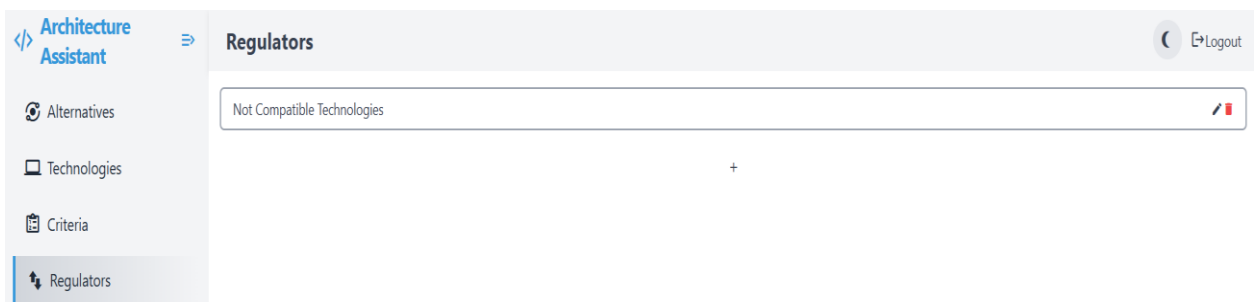 Architecture
Assistant
Regulators
Logout
Alternatives
Not Compatible Technologies
+
Technologies
Criteria
Regulators